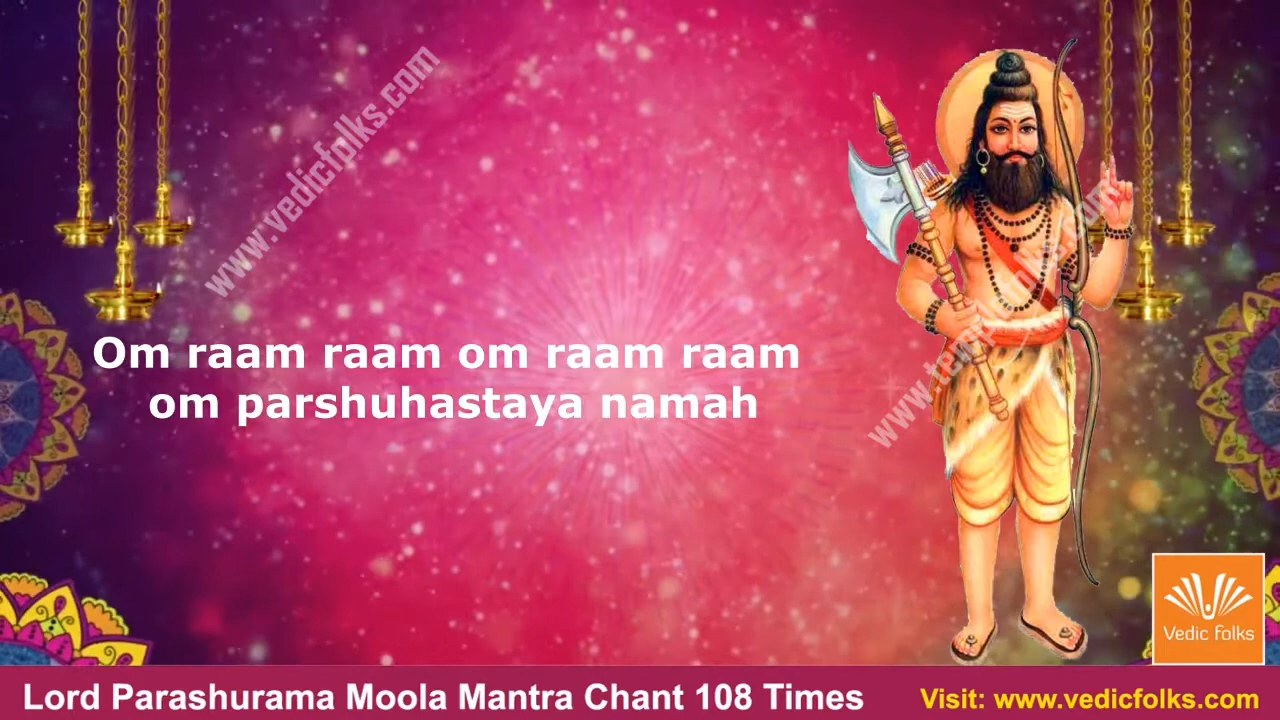 www.vedicfolks.com
Om raam raam om raam raam
om parshuhastaya namah
Vedic Folks
Lord Parashurama Moola Mantra Chant 108 Times
Visit: www.vedicfolks.com